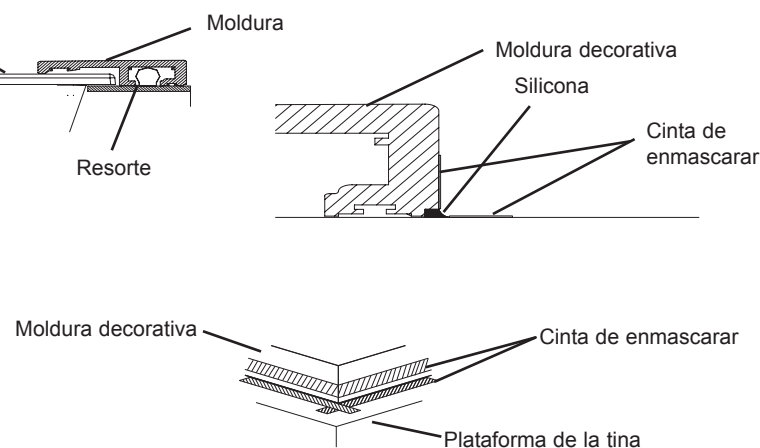 Moldura
Resorte
Moldura decorativa
Silicona
Cinta de
enmascarar
Moldura decorativa
Cinta de enmascarar
Plataforma de la tina